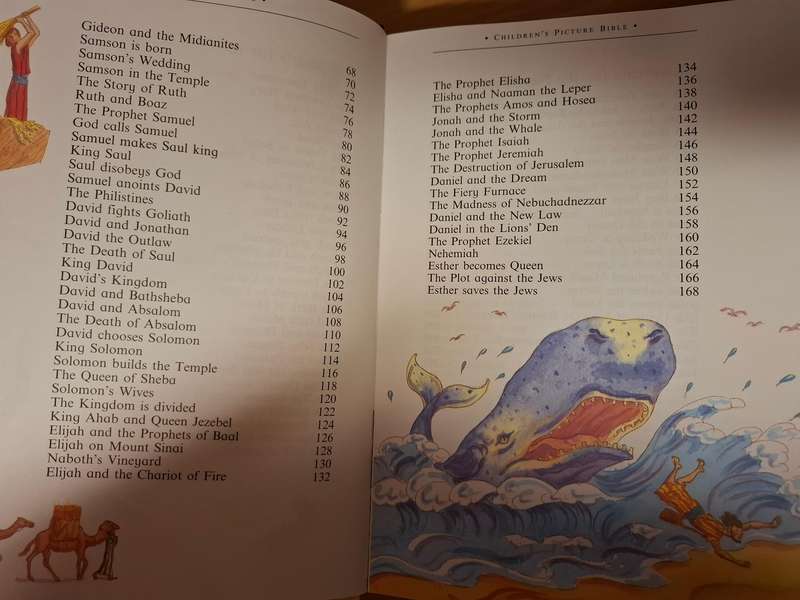 Gideon and the Midianites 68
Samson is born 70
Samson's Wedding 72
Samson in the Temple 74
The Story of Ruth 76
Ruth and Boaz 78
The Prophet Samuel 80
God calls Samuel 82
Samuel makes Saul king 84
King Saul 86
Saul disobeys God 88
Samuel anoints David 90
The Philistines 92
David fights Goliath 94
David and Jonathan 96
David the Outlaw 98
The Death of Saul 100
King David 102
David's Kingdom 104
David and Bathsheba 106
David and Absalom 108
The Death of Absalom 110
David chooses Solomon 112
King Solomon 114
Solomon builds the Temple 116
The Queen of Sheba 118
Solomon's Wives 120
The Kingdom is divided 122
King Ahab and Queen Jezebel 124
Elijah and the Prophets of Baal 126
Elijah on Mount Sinai 128
Naboth's Vineyard 130
Elijah and the Chariot of Fire 132
• Children's Picture Bible •
The Prophet Elisha 134
Elisha and Naaman the Leper 136
The Prophets Amos and Hosea 138
Jonah and the Storm 140
Jonah and the Whale 142
The Prophet Isaiah 144
The Prophet Jeremiah 146
The Destruction of Jerusalem 148
Daniel and the Dream 150
The Fiery Furnace 152
The Madness of Nebuchadnezzar 154
Daniel and the New Law 156
Daniel in the Lions' Den 158
The Prophet Ezekiel 160
Nehemiah 162
Esther becomes Queen 164
The Plot against the Jews 166
Esther saves the Jews 168